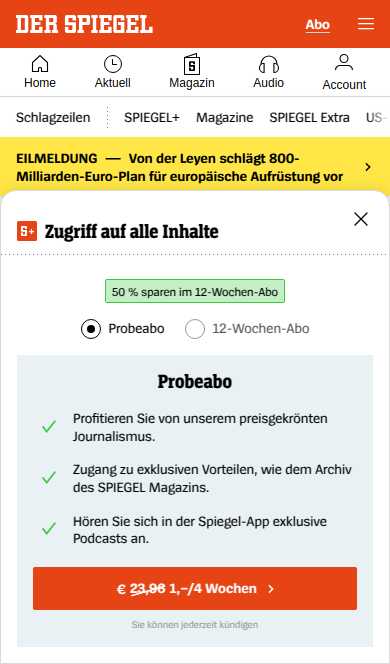 DER SPIEGEL
Abo
Home
Aktuell
Magazin
Audio
Account
Schlagzeilen
SPIEGEL+
Magazine
SPIEGEL Extra
US-
EILMELDUNG — Von der Leyen schlägt 800-
Milliarden-Euro-Plan für europäische Aufrüstung vor
S+ Zugriff auf alle Inhalte
50 % sparen im 12-Wochen-Abo
Probeabo
12-Wochen-Abo
Probeabo
Profitieren Sie von unserem preisgekrönten
Journalismus.
Zugang zu exklusiven Vorteilen, wie dem Archiv
des SPIEGEL Magazins.
Hören Sie sich in der Spiegel-App exklusive
Podcasts an.
€ 23,96 1,–/4 Wochen
Sie können jederzeit kündigen